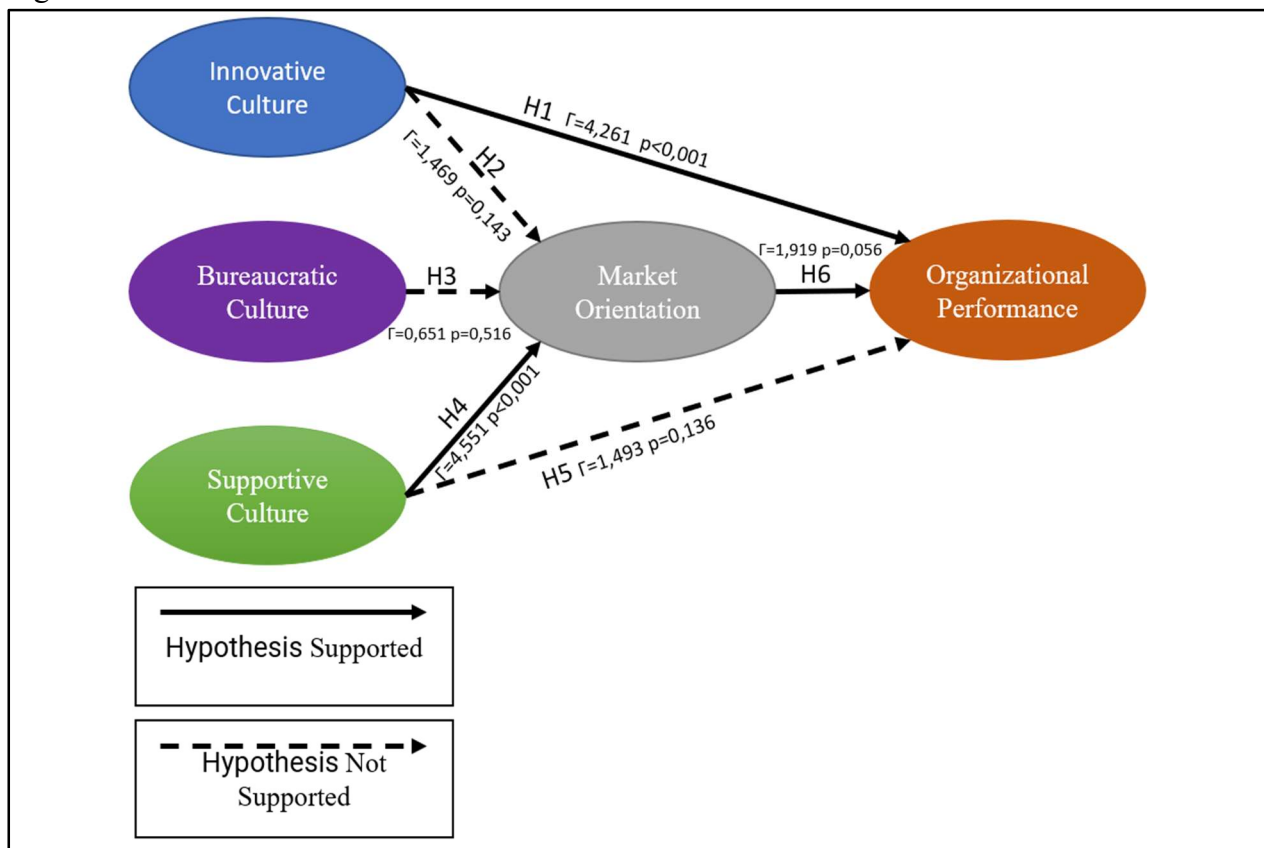 Innovative
Culture
H1 Γ=4,261 p<0,001
H2
Γ=1,469 p=0,143
Bureaucratic
Culture
H3
Γ=0,651 p=0,516
Market
Orientation
Γ=1,919 p=0,056
H6
Organizational
Performance
H4
Γ=4,551 p<0,001
H5 Γ=1,493 p=0,136
Supportive
Culture
Hypothesis Supported
Hypothesis Not
Supported